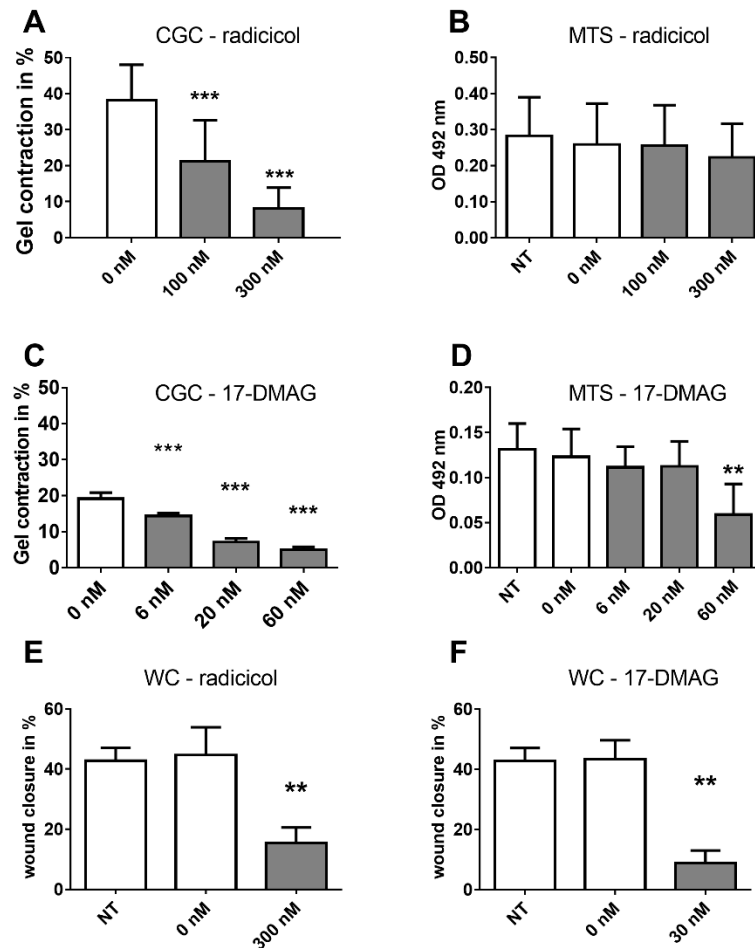 A
CGC - radicicol
Gel contraction in %
50
40
30
20
10
0
***
***
0 nM
100 nM
300 nM
B
MTS - radicicol
OD 492 nm
0.40
0.30
0.20
0.10
0.00
NT
0 nM
100 nM
300 nM
C
CGC - 17-DMAG
Gel contraction in %
50
40
30
20
10
0
***
***
***
0 nM
6 nM
20 nM
60 nM
D
MTS - 17-DMAG
OD 492 nm
0.20
0.15
0.10
0.05
0.00
**
NT
0 nM
6 nM
20 nM
60 nM
E
WC - radicicol
wound closure in %
60
40
20
0
**
NT
0 nM
300 nM
F
WC - 17-DMAG
wound closure in %
60
40
20
0
**
NT
0 nM
30 nM